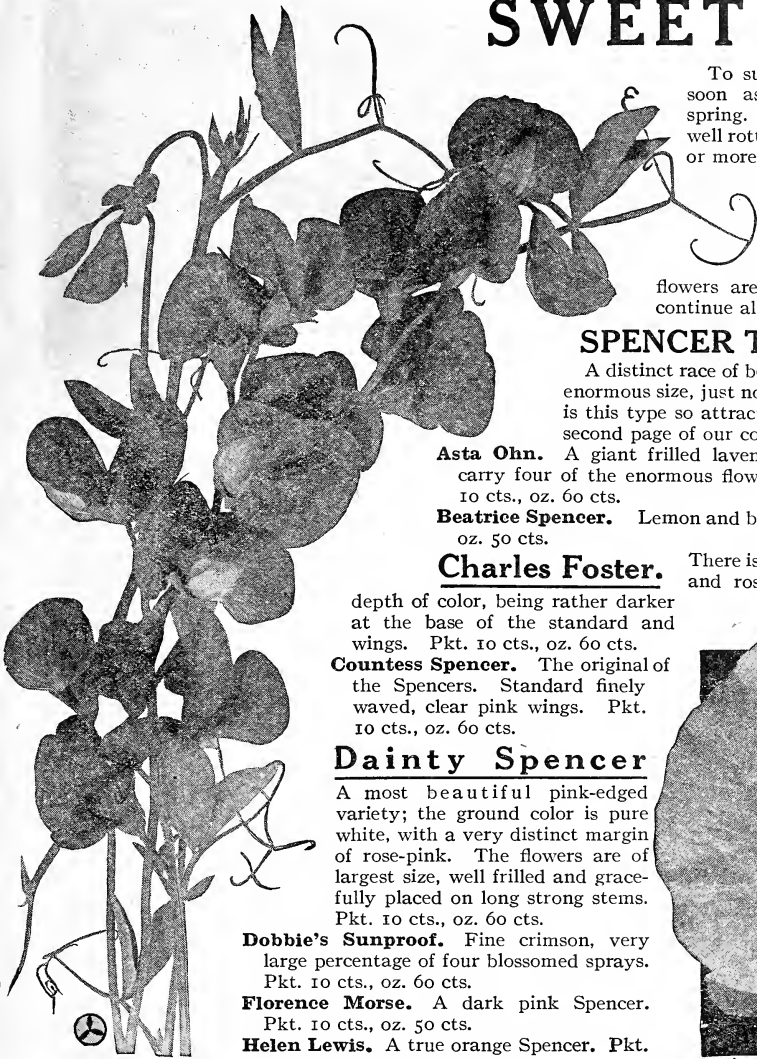 SWEET
To su
soon as
spring.
well rott
or more
flowers are
continue al
SPENCER T
A distinct race of b
enormous size, just no
is this type so attrac
second page of our co
Asta Ohn. A giant frilled laven
carry four of the enormous flow
10 cts., oz. 60 cts.
Beatrice Spencer. Lemon and b
oz. 50 cts.
Charles Foster. There is
and ros
depth of color, being rather darker
at the base of the standard and
wings. Pkt. 10 cts., oz. 60 cts.
Countess Spencer. The original of
the Spencers. Standard finely
waved, clear pink wings. Pkt.
10 cts., oz. 60 cts.
Dainty Spencer
A most beautiful pink-edged
variety; the ground color is pure
white, with a very distinct margin
of rose-pink. The flowers are of
largest size, well frilled and grace-
fully placed on long strong stems.
Pkt. 10 cts., oz. 60 cts.
Dobbie's Sunproof. Fine crimson, very
large percentage of four blossomed sprays.
Pkt. 10 cts., oz. 60 cts.
Florence Morse. A dark pink Spencer.
Pkt. 10 cts., oz. 50 cts.
Helen Lewis. A true orange Spencer. Pkt.